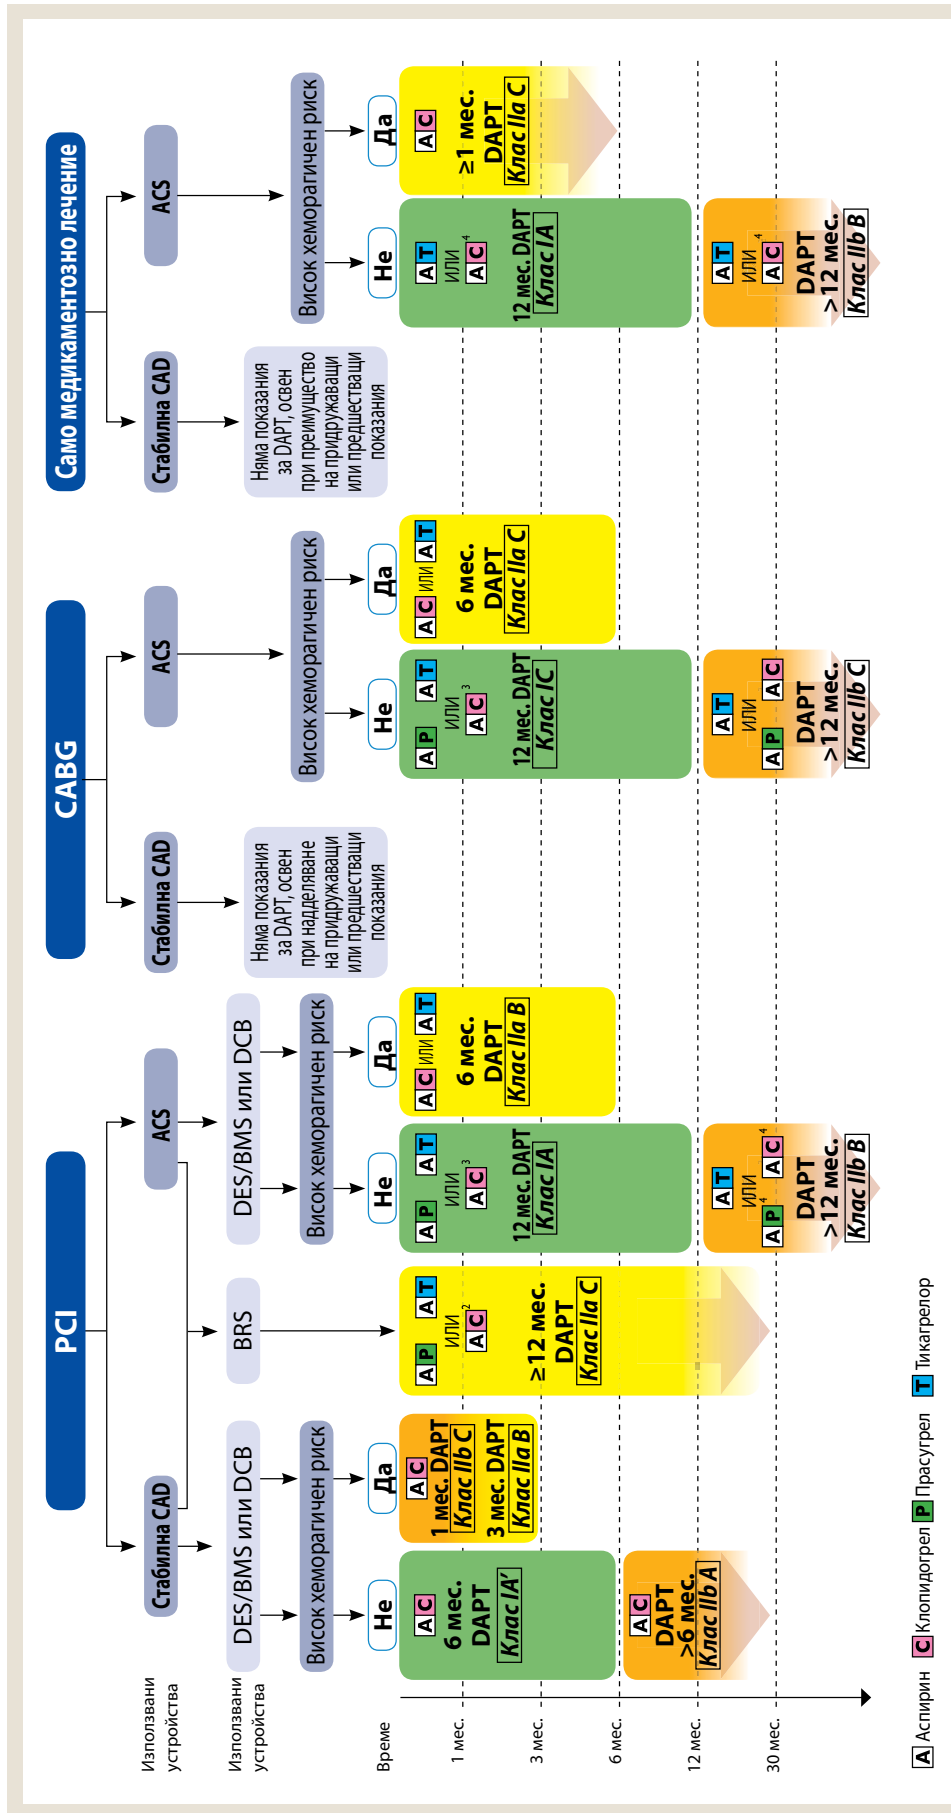 PCI
CABG
Само медикаментозно лечение
Използвани
устройства
Стабилна CAD
ACS
Стабилна CAD
ACS
Стабилна CAD
ACS
Използвани
устройства
DES/BMS или DCB
BRS
DES/BMS или DCB
Няма показания
за DAPT, освен
при надделяване
на придружаващи
или предшестващи
показания
Няма показания
за DAPT, освен
при преимущество
на придружаващи
или предшестващи
показания
Висок хеморагичен риск
Висок хеморагичен риск
Висок хеморагичен риск
Висок хеморагичен риск
Време
Не
Да
Не
Да
Не
Да
Не
Да
1 мес.
3 мес.
6 мес.
12 мес.
30 мес.
A C
6 мес.
DAPT
Клас IA'
A C
DAPT
>6 мес.
Клас IIb A
A C
1 мес. DAPT
Клас IIb C
3 мес. DAPT
Клас IIa B
A P A T
ИЛИ
A C 2
≥12 мес.
DAPT
Клас IIa C
A P A T
ИЛИ
A C 3
12 мес. DAPT
Клас IA
A T
ИЛИ
A P 4 A C 4
DAPT
>12 мес.
Клас IIb B
A C ИЛИ A T
6 мес.
DAPT
Клас IIa B
A P A T
ИЛИ
A C 3
12 мес. DAPT
Клас IC
A T
ИЛИ
A P A C
DAPT
>12 мес.
Клас IIb C
A C ИЛИ A T
6 мес.
DAPT
Клас IIa C
A T
ИЛИ
A C 4
12 мес. DAPT
Клас IA
A T
ИЛИ
A C 4
DAPT
>12 мес.
Клас IIb B
A C
≥1 мес.
DAPT
Клас IIa C
A Аспирин C Клопидогрел P Прасугрел T Тикагрелор